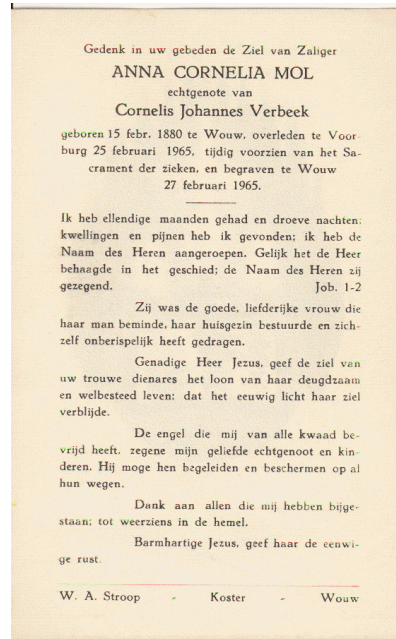 Gedenk in uw gebeden de Ziel van Zaliger
ANNA CORNELIA MOL
echtgenote van
Cornelis Johannes Verbeek
geboren 15 febr. 1880 te Wouw, overleden te Voor-
burg 25 februari 1965, tijdig voorzien van het Sa-
crament der zieken, en begraven te Wouw
27 februari 1965.
Ik heb ellendige maanden gehad en droeve nachten;
kwellingen en pijnen heb ik gevonden; ik heb de
Naam des Heren aangeroepen. Gelijk het de Heer
behaagde in het geschied; de Naam des Heren zij
gezegend. Job. 1-2
Zij was de goede, liefderijke vrouw die
haar man beminde, haar huisgezin bestuurde en zich-
zelf onberispelijk heeft gedragen.
Genadige Heer Jezus, geef de ziel van
uw trouwe dienares het loon van haar deugdzaam
en welbesteed leven; dat het eeuwig licht haar ziel
verblijde.
De engel die mij van alle kwaad be-
vrijd heeft, zegene mijn geliefde echtgenoot en kin-
deren. Hij moge hen begeleiden en beschermen op al
hun wegen.
Dank aan allen die mij hebben bijge-
staan; tot weerziens in de hemel.
Barmhartige Jezus, geef haar de eeuwi-
ge rust.
W. A. Stroop - Koster - Wouw